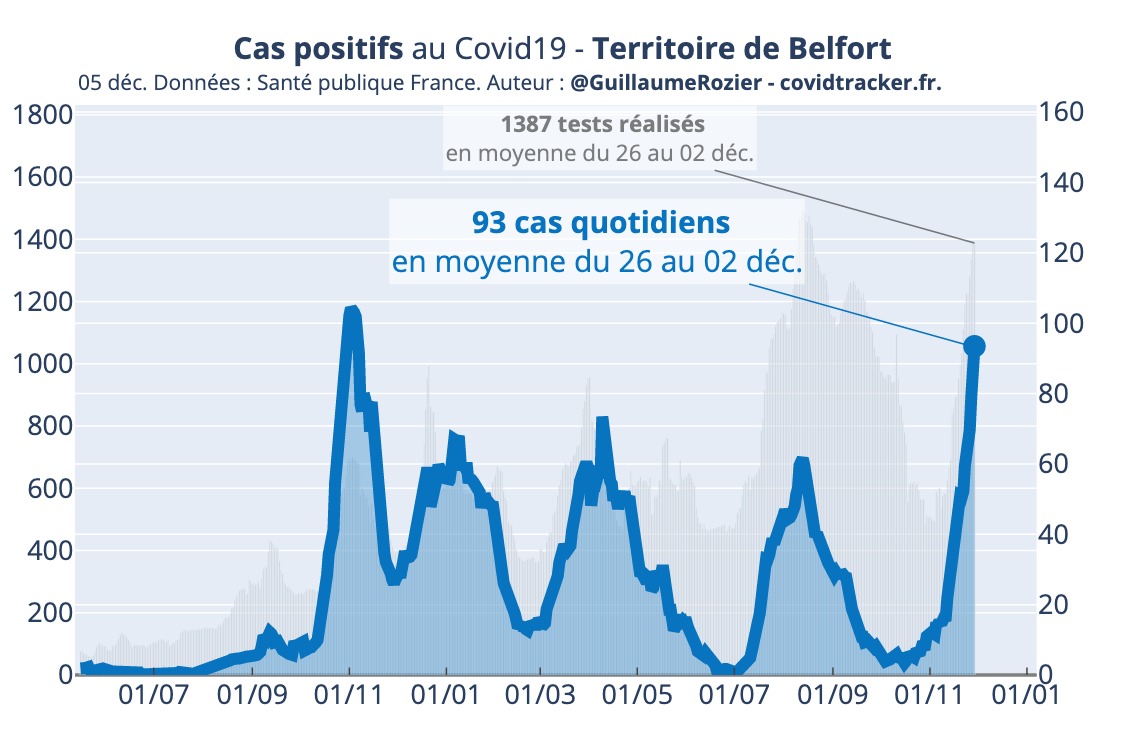 Cas positifs au Covid19 - Territoire de Belfort
05 déc. Données : Santé publique France. Auteur : @GuillaumeRozier - covidtracker.fr.
1387 tests réalisés
en moyenne du 26 au 02 déc.
93 cas quotidiens
en moyenne du 26 au 02 déc.
1800
1600
1400
1200
1000
800
600
400
200
0
160
140
120
100
80
60
40
20
0
01/07 01/09 01/11 01/01 01/03 01/05 01/07 01/09 01/11 01/01